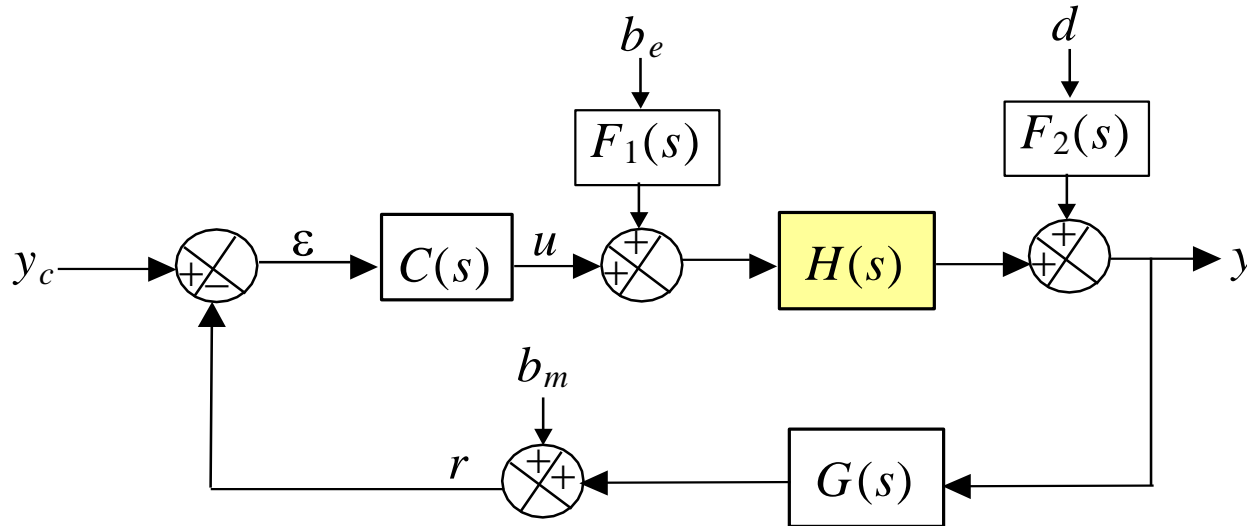 b_e
d
F_1(s)
F_2(s)
y_c
+
−
ε
C(s)
u
+
+
H(s)
+
+
y
b_m
r
+
+
G(s)